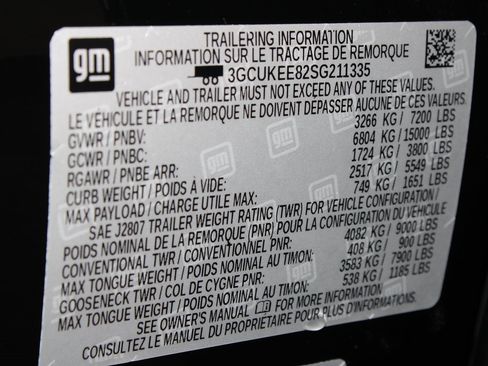 gm
TRAILERING INFORMATION
INFORMATION SUR LE TRACTAGE DE REMORQUE
3GCUKEE82SG211335
VEHICLE AND TRAILER MUST NOT EXCEED ANY OF THESE VALUES.
LE VÉHICULE ET LA REMORQUE NE DOIVENT DÉPASSER AUCUNE DE CES VALEURS.
GVWR / PNBV: 3266 KG / 7200 LBS
GCWR / PNBC: 6804 KG / 15000 LBS
RGAWR / PNBE ARR: 1724 KG / 3800 LBS
CURB WEIGHT / POIDS À VIDE: 2517 KG / 5549 LBS
MAX PAYLOAD / CHARGE UTILE MAX: 749 KG / 1651 LBS
SAE J2807 TRAILER WEIGHT RATING (TWR) FOR VEHICLE CONFIGURATION /
POIDS NOMINAL DE LA REMORQUE (PNR) POUR LA CONFIGURATION DU VÉHICULE
CONVENTIONAL TWR / CONVENTIONNEL PNR: 4082 KG / 9000 LBS
MAX TONGUE WEIGHT / POIDS MAXIMAL AU TIMON: 408 KG / 900 LBS
GOOSENECK TWR / COL DE CYGNE PNR: 3583 KG / 7900 LBS
MAX TONGUE WEIGHT / POIDS MAXIMAL AU TIMON: 538 KG / 1185 LBS
SEE OWNER'S MANUAL FOR MORE INFORMATION
CONSULTEZ LE MANUEL DU PROPRIÉTAIRE POUR PLUS D'INFORMATIONS.